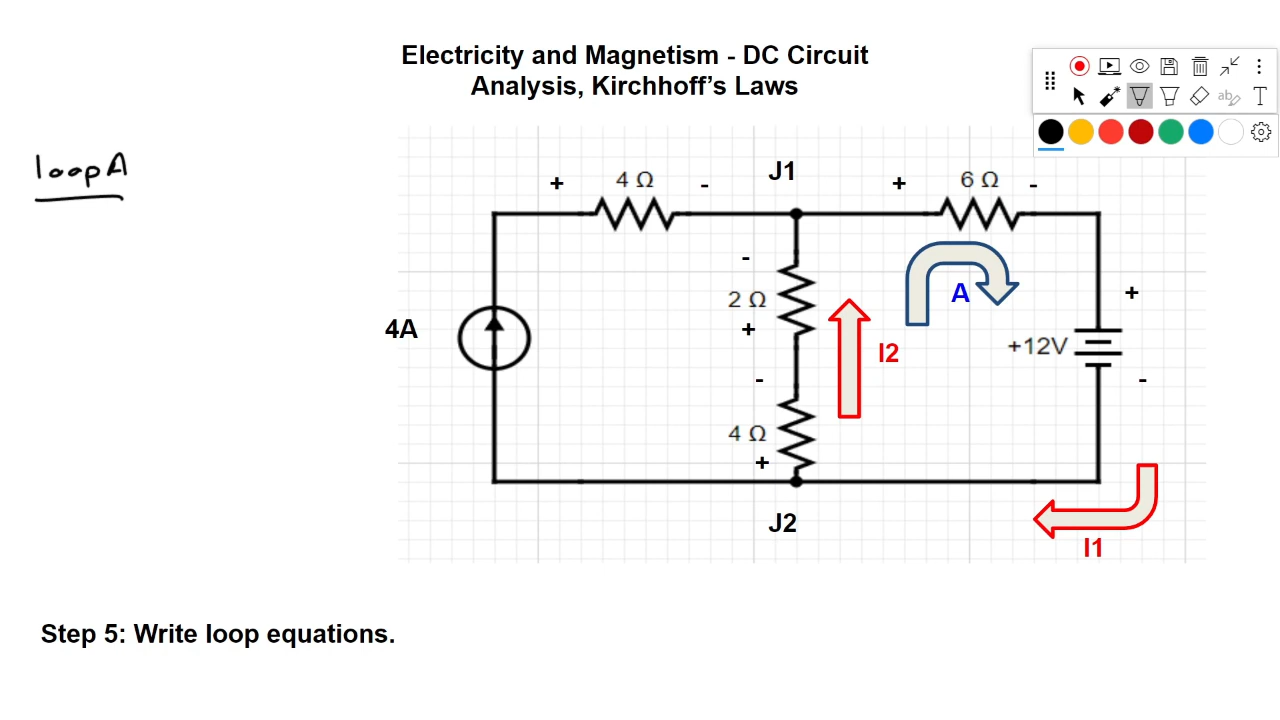 Electricity and Magnetism - DC Circuit
Analysis, Kirchhoff's Laws
loop A
J1
+ 4 Ω -
+ 6 Ω -
-
2 Ω
+
A
+
4A
I2
+12V
-
-
4 Ω
+
J2
I1
Step 5: Write loop equations.
ab
T